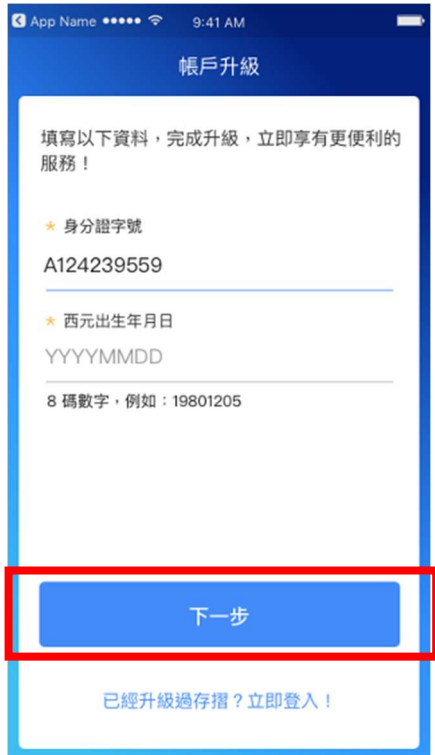 App Name 9:41 AM
帳戶升級
填寫以下資料，完成升級，立即享有更便利的
服務！
* 身分證字號
A124239559
* 西元出生年月日
YYYYMMDD
8 碼數字，例如：19801205
下一步
已經升級過存摺？立即登入！